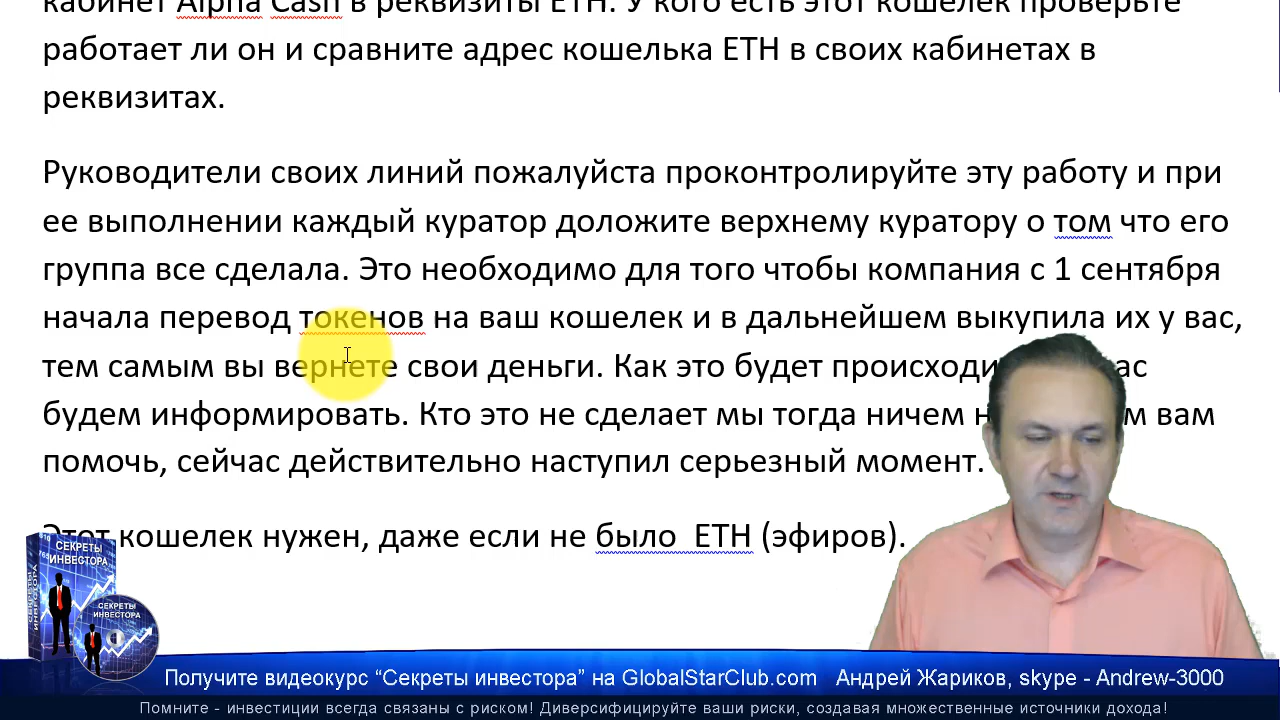 кабинет Alpha Cash в реквизиты ETH. У кого есть этот кошелек проверьте
работает ли он и сравните адрес кошелька ETH в своих кабинетах в
реквизитах.
Руководители своих линий пожалуйста проконтролируйте эту работу и при
ее выполнении каждый куратор доложите верхнему куратору о том что его
группа все сделала. Это необходимо для того чтобы компания с 1 сентября
начала перевод токенов на ваш кошелек и в дальнейшем выкупила их у вас,
тем самым вы вернете свои деньги. Как это будет
будем информировать. Кто это не сделает мы тогда ничем вам
помочь, сейчас действительно наступил серьезный момент.
Этот кошелек нужен, даже если не было ETH (эфиров).
СЕКРЕТЫ
ИНВЕСТОРА
СЕКРЕТЫ
ИНВЕСТОРА
Получите видеокурс “Секреты инвестора” на GlobalStarClub.com Андрей Жариков, skype - Andrew-3000
Помните - инвестиции всегда связаны с риском! Диверсифицируйте ваши риски, создавая множественные источники дохода!